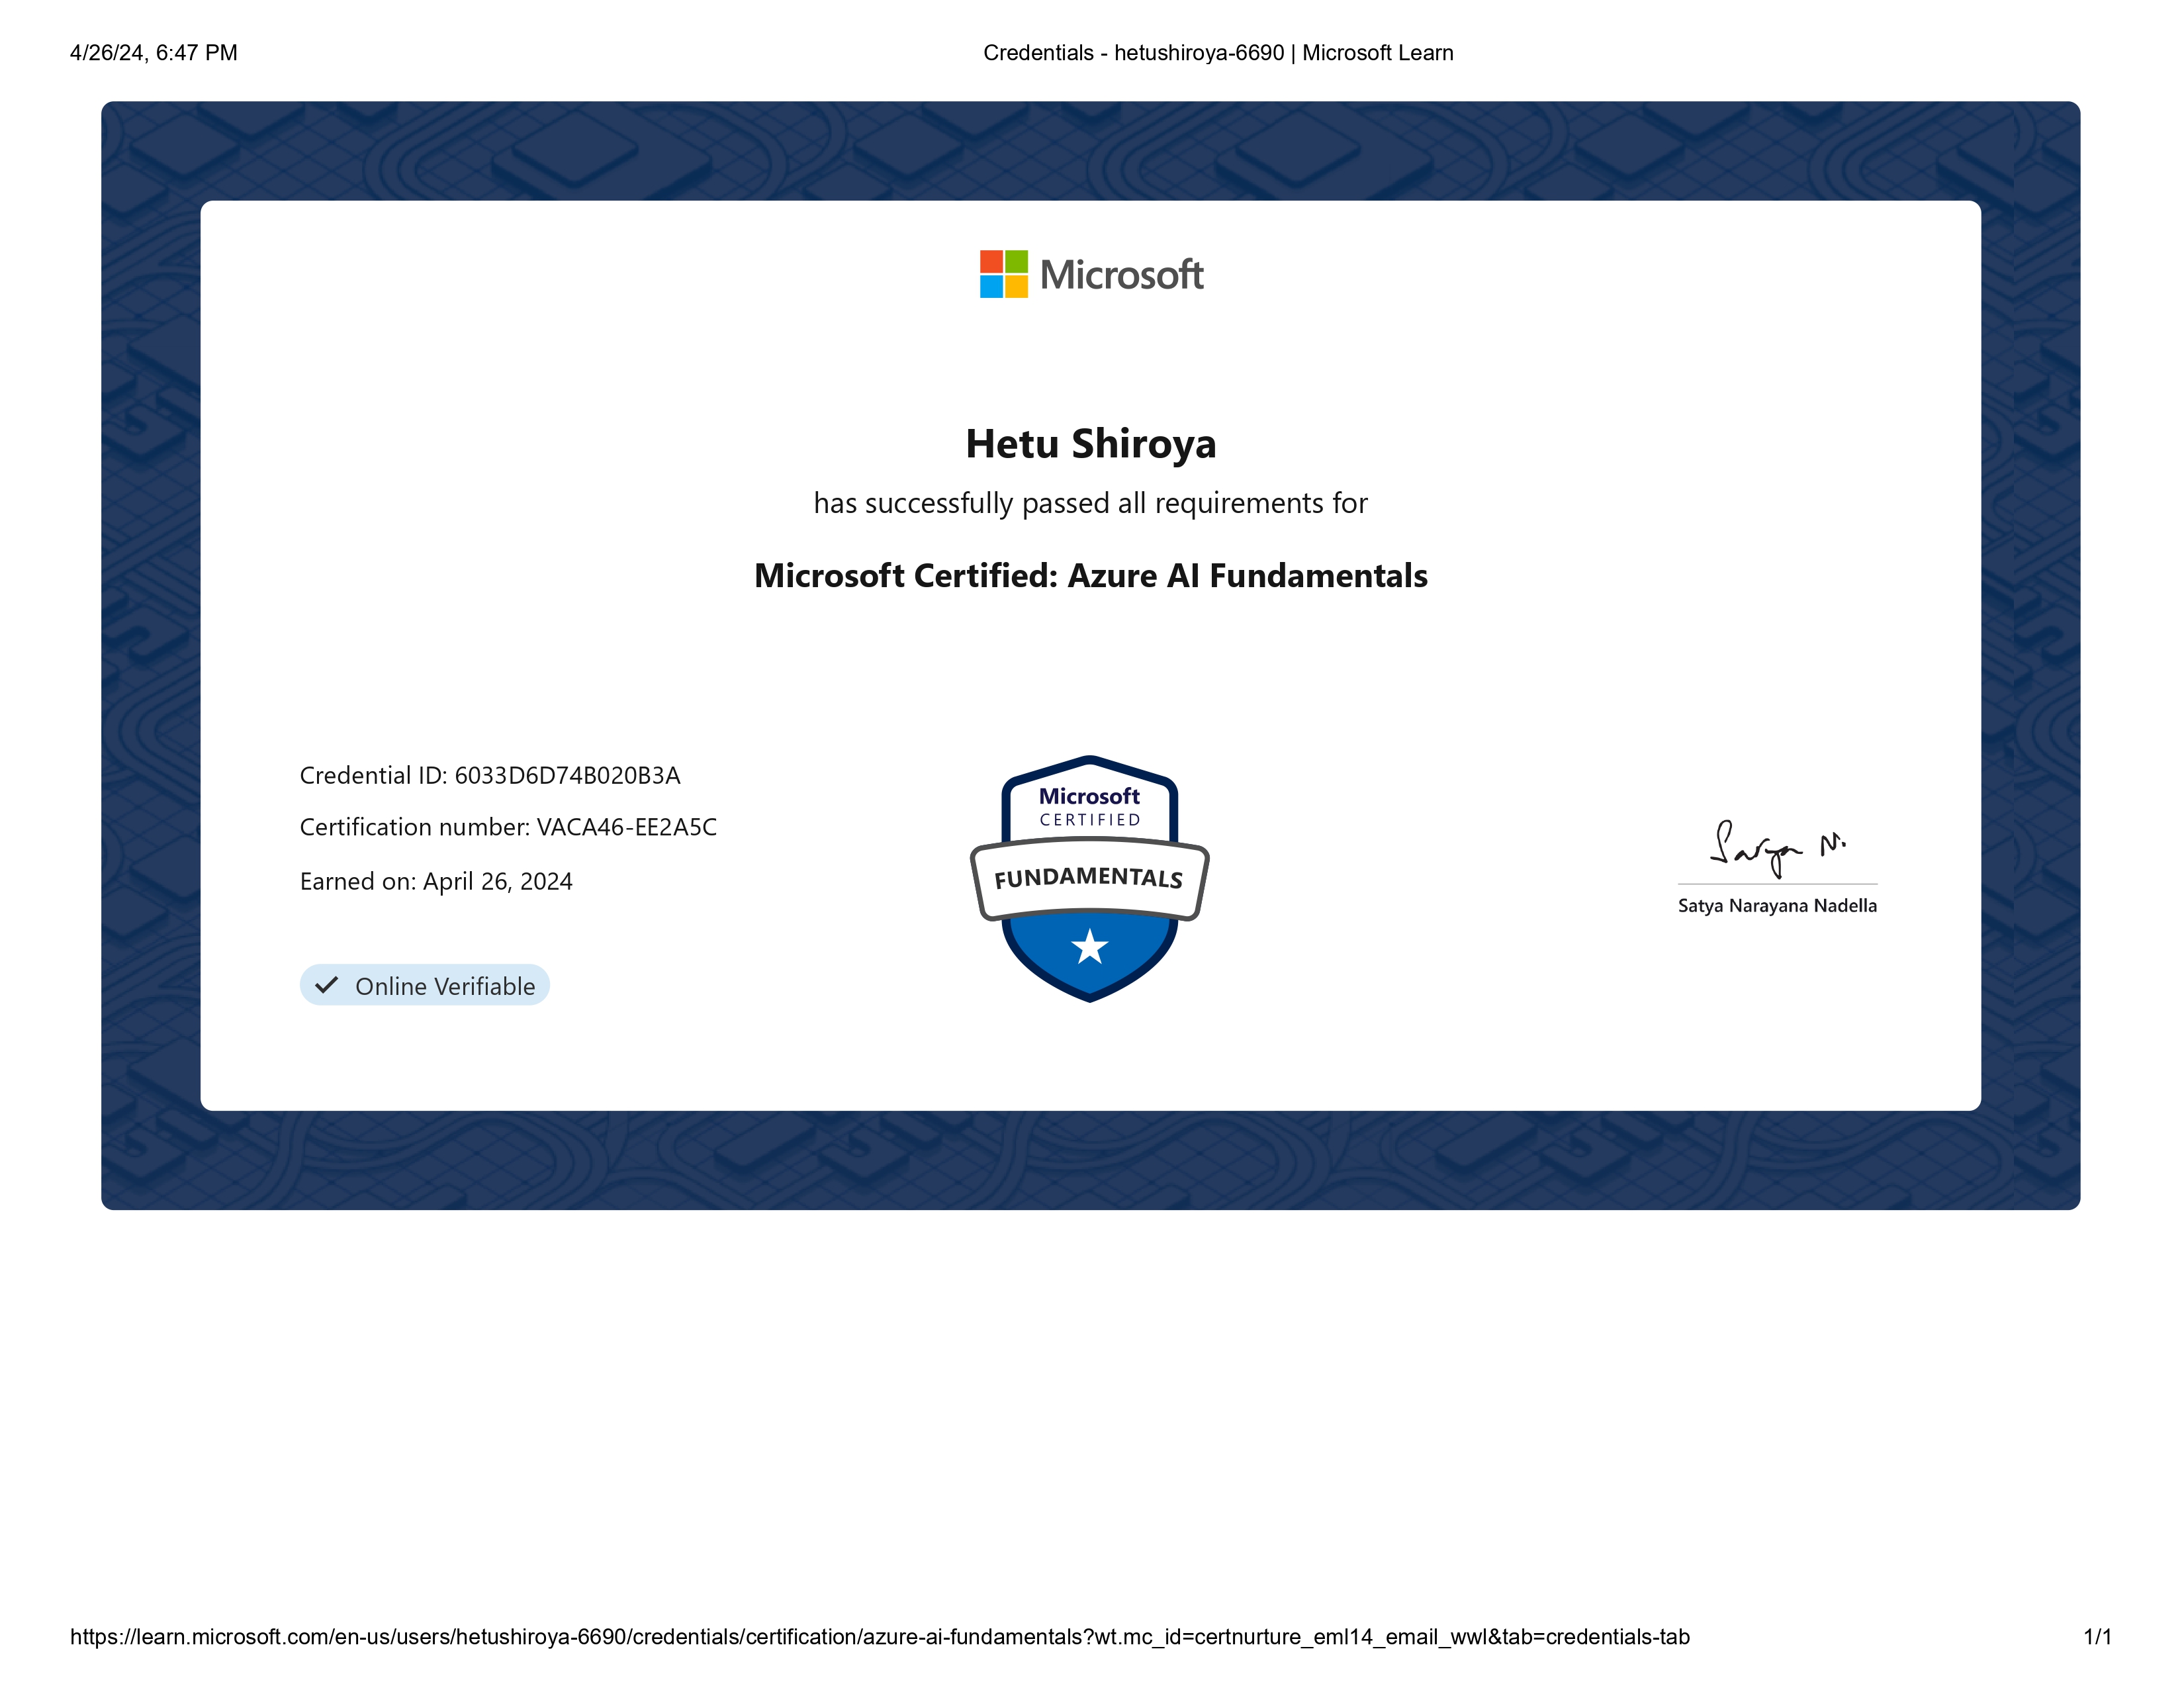 4/26/24, 6:47 PM
Credentials - hetushiroya-6690 | Microsoft Learn
Microsoft
Hetu Shiroya
has successfully passed all requirements for
Microsoft Certified: Azure AI Fundamentals
Credential ID: 6033D6D74B020B3A
Certification number: VACA46-EE2A5C
Earned on: April 26, 2024
Online Verifiable
Microsoft
CERTIFIED
FUNDAMENTALS
Satya N.
Satya Narayana Nadella
https://learn.microsoft.com/en-us/users/hetushiroya-6690/credentials/certification/azure-ai-fundamentals?wt.mc_id=certnurture_eml14_email_wwl&tab=credentials-tab
1/1